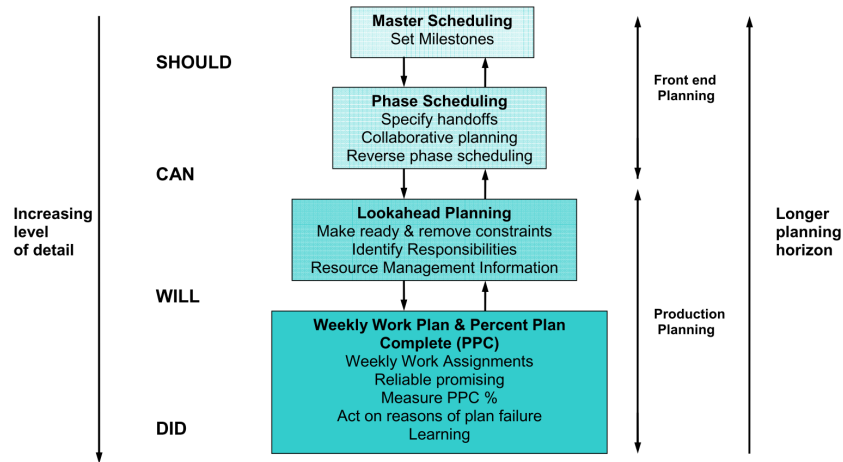 Master Scheduling
Set Milestones
SHOULD
Front end
Planning
Phase Scheduling
Specify handoffs
Collaborative planning
Reverse phase scheduling
CAN
Increasing
level
of detail
Lookahead Planning
Make ready & remove constraints
Identify Responsibilities
Resource Management Information
Longer
planning
horizon
WILL
Production
Planning
Weekly Work Plan & Percent Plan
Complete (PPC)
Weekly Work Assignments
Reliable promising
Measure PPC %
Act on reasons of plan failure
Learning
DID